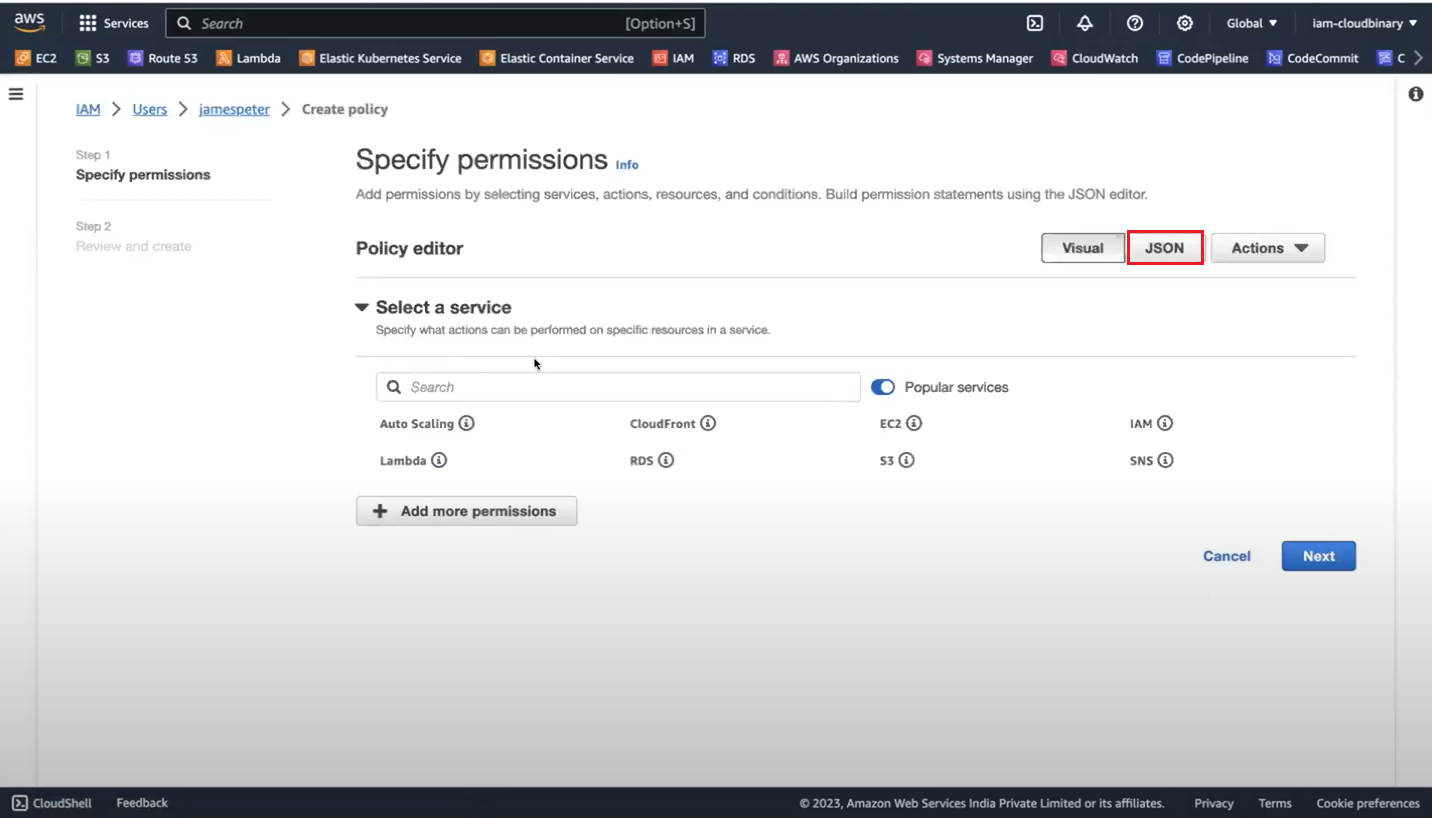 aws Services Search [Option+S] Global iam-cloudbinary
EC2 S3 Route 53 Lambda Elastic Kubernetes Service Elastic Container Service IAM RDS AWS Organizations Systems Manager CloudWatch CodePipeline CodeCommit C
IAM > Users > jamespeter > Create policy
Step 1
Specify permissions
Step 2
Review and create
Specify permissions Info
Add permissions by selecting services, actions, resources, and conditions. Build permission statements using the JSON editor.
Policy editor Visual JSON Actions
Select a service
Specify what actions can be performed on specific resources in a service.
Search Popular services
Auto Scaling CloudFront EC2 IAM
Lambda RDS S3 SNS
Add more permissions
Cancel Next
CloudShell Feedback © 2023, Amazon Web Services India Private Limited or its affiliates. Privacy Terms Cookie preferences